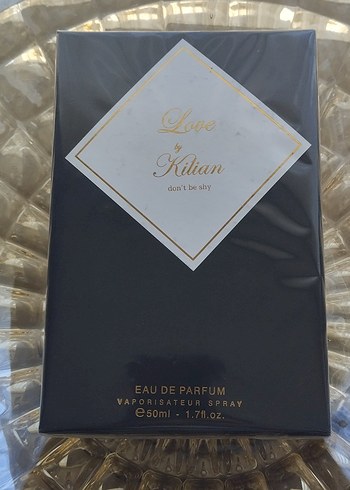 Love
by
Kilian
don't be shy
EAU DE PARFUM
VAPORISATEUR SPRAY
℮50ml - 1.7fl.oz.